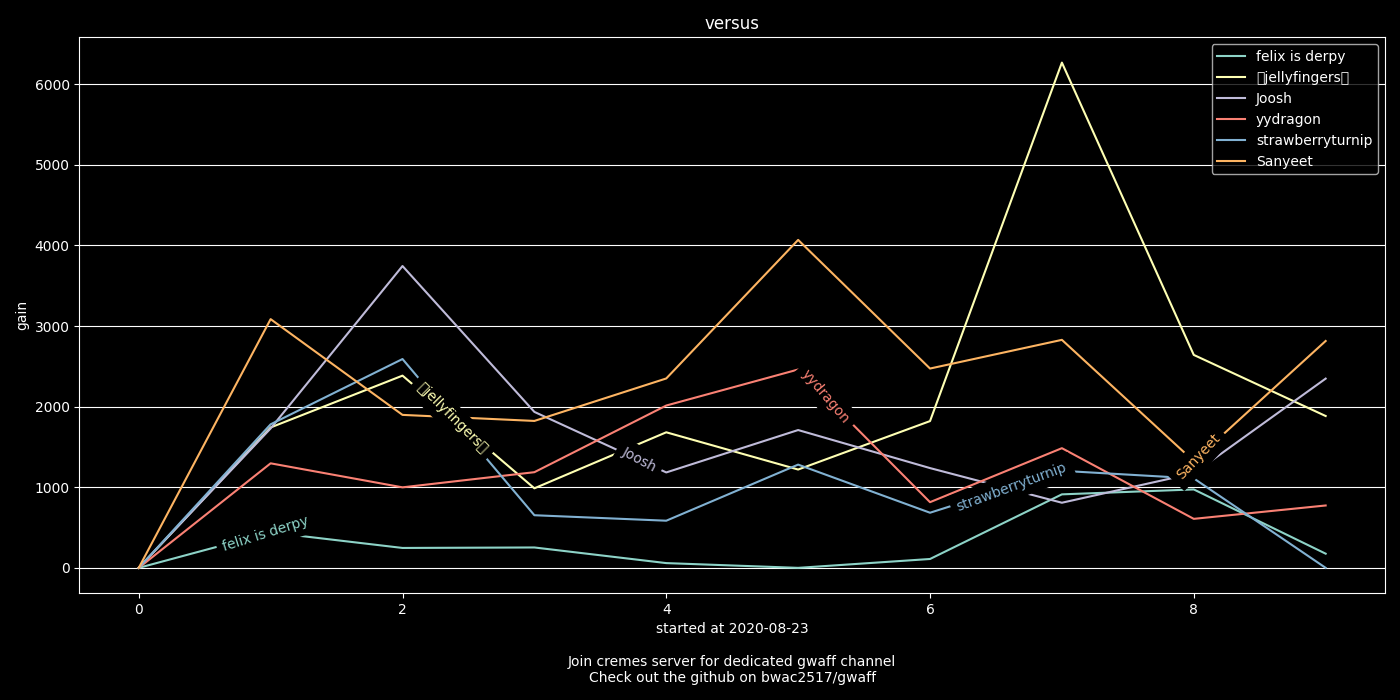 versus
6000
5000
4000
3000
2000
1000
0
gain
felix is derpy
jellyfingers
Joosh
yydragon
strawberryturnip
Sanyeet
felix is derpy
jellyfingers
Joosh
yydragon
strawberryturnip
Sanyeet
0 2 4 6 8
started at 2020-08-23
Join cremes server for dedicated gwaff channel
Check out the github on bwac2517/gwaff